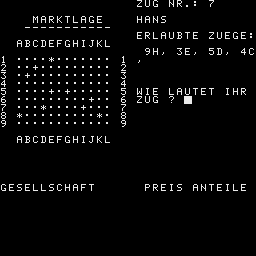 MARKTLAGE
ABCDEFGHIJKL
1 ....*....... 1
2 ..+......... 2
3 .+.......... 3
4 ............ 4
5 ....+.+..... 5
6 .........+.. 6
7 ...*....+... 7
8 *.........*. 8
9 ............ 9
ABCDEFGHIJKL
ZUG NR.: 7
HANS
ERLAUBTE ZUEGE:
9H, 3E, 5D, 4C
,
WIE LAUTET IHR
ZUG ?
GESELLSCHAFT PREIS ANTEILE